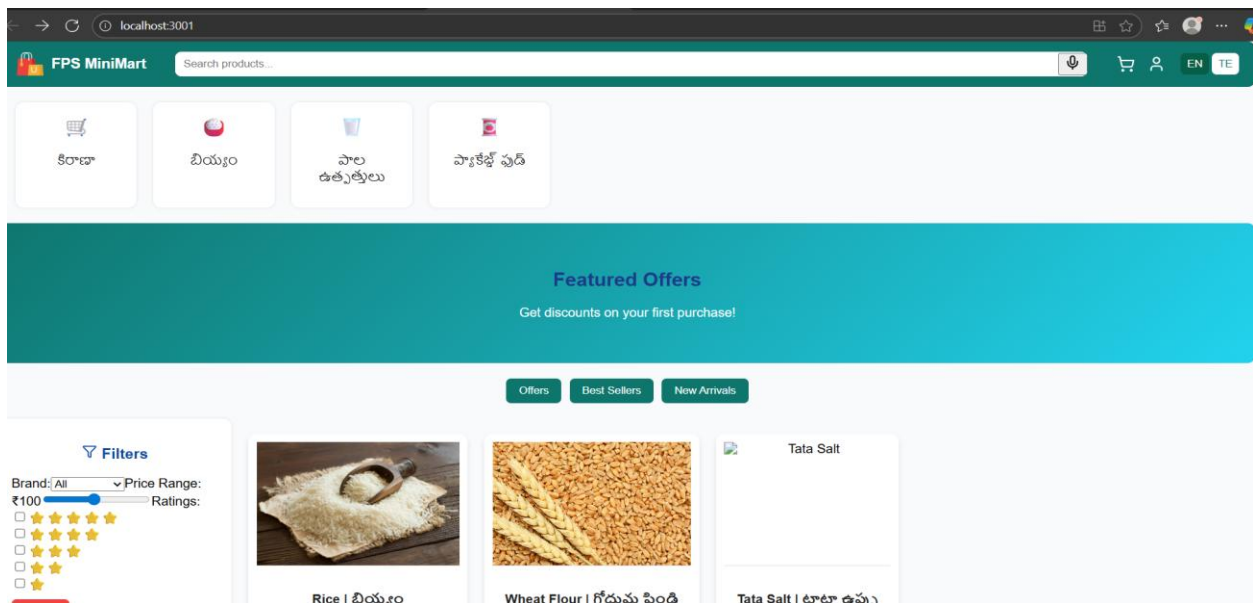 localhost:3001
FPS MiniMart
Search products...
EN TE
కిరాణా
బియ్యం
పాల
ఉత్పత్తులు
ప్యాకేజ్డ్ ఫుడ్
Featured Offers
Get discounts on your first purchase!
Offers Best Sellers New Arrivals
Filters
Brand: All Price Range:
₹100 Ratings:
Tata Salt
Rice | బియ్యం
Wheat Flour | గోధుమ పిండి
Tata Salt | టాటా ఉప్పు